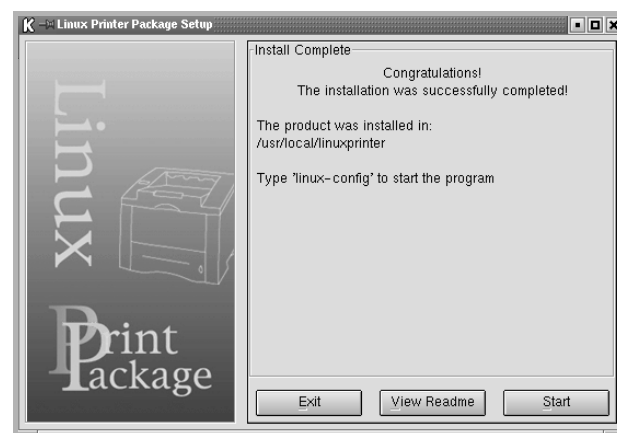 Linux Printer Package Setup
Linux
Print
Package
Install Complete
Congratulations!
The installation was successfully completed!
The product was installed in:
/usr/local/linuxprinter
Type 'linux-config' to start the program
Exit
View Readme
Start